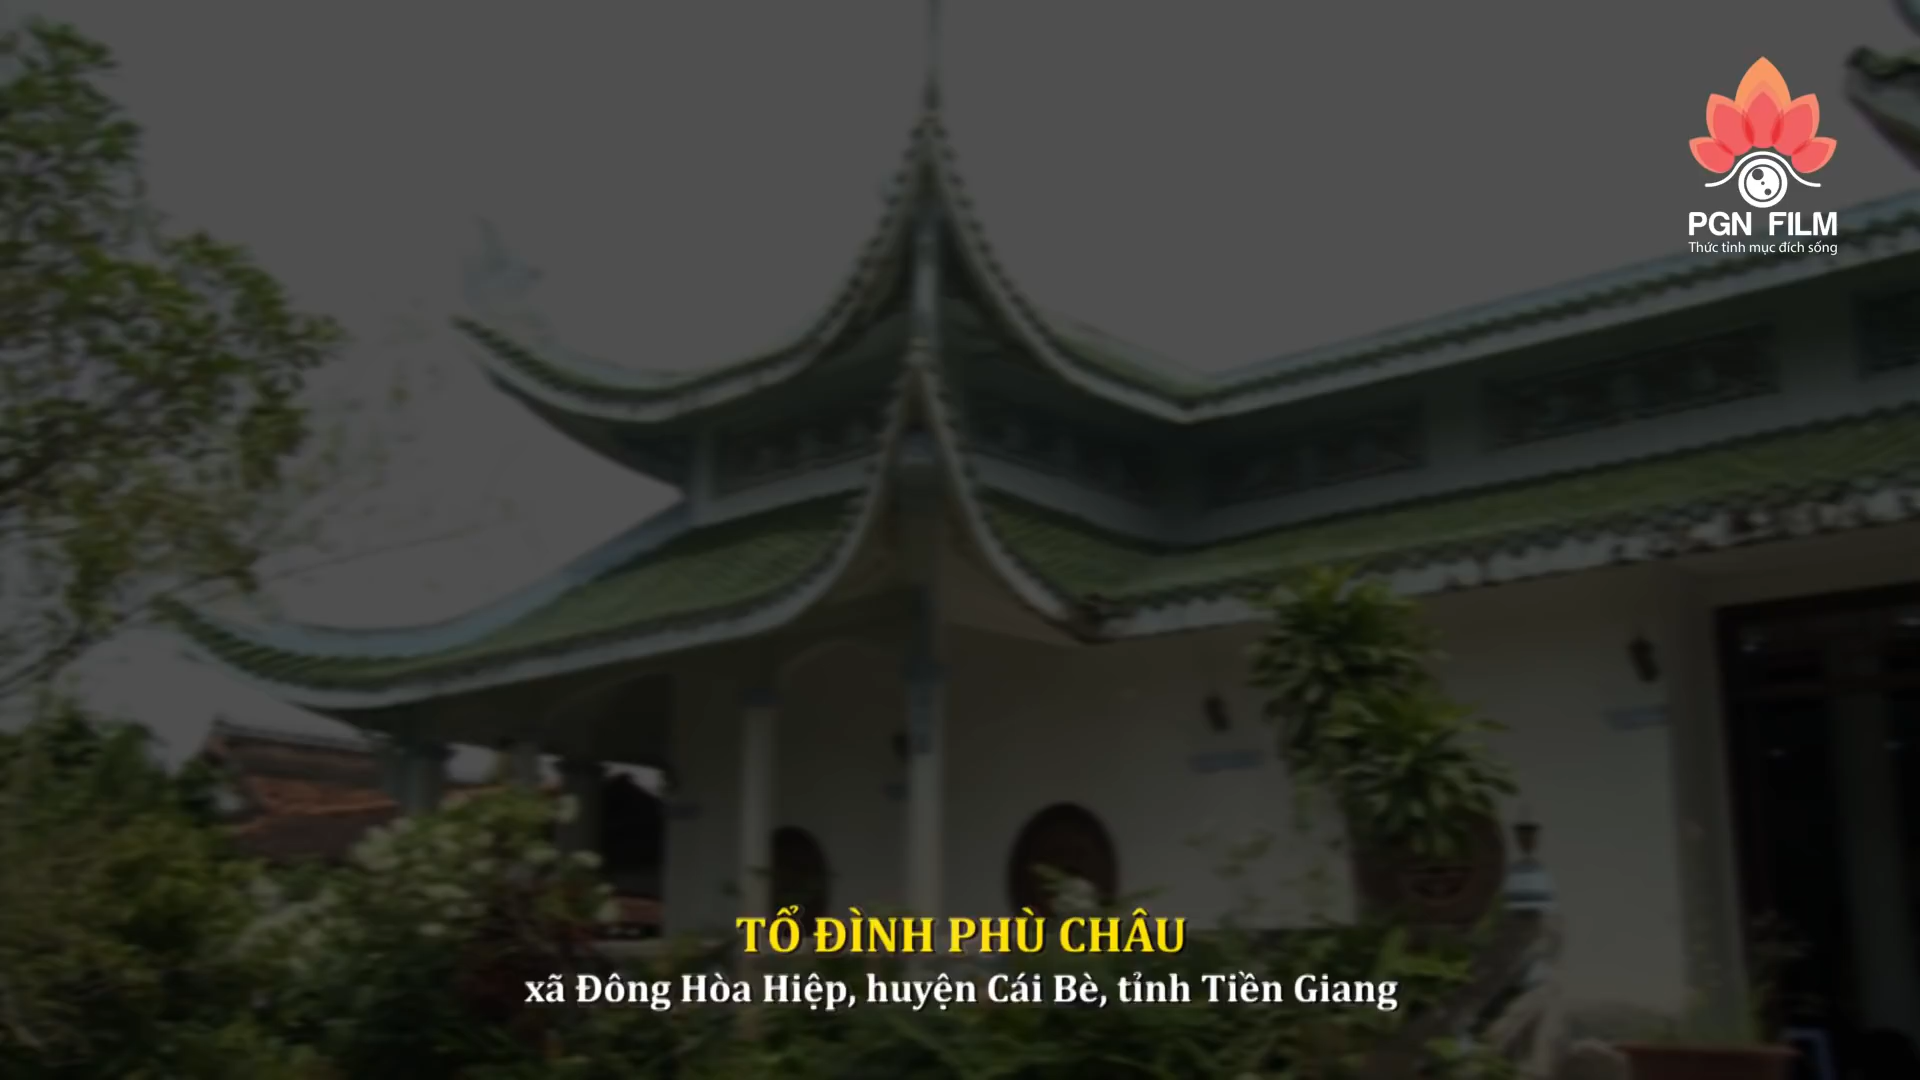 PGN FILM
Thức tỉnh mục đích sống
TỔ ĐÌNH PHÙ CHÂU
xã Đông Hòa Hiệp, huyện Cái Bè, tỉnh Tiền Giang